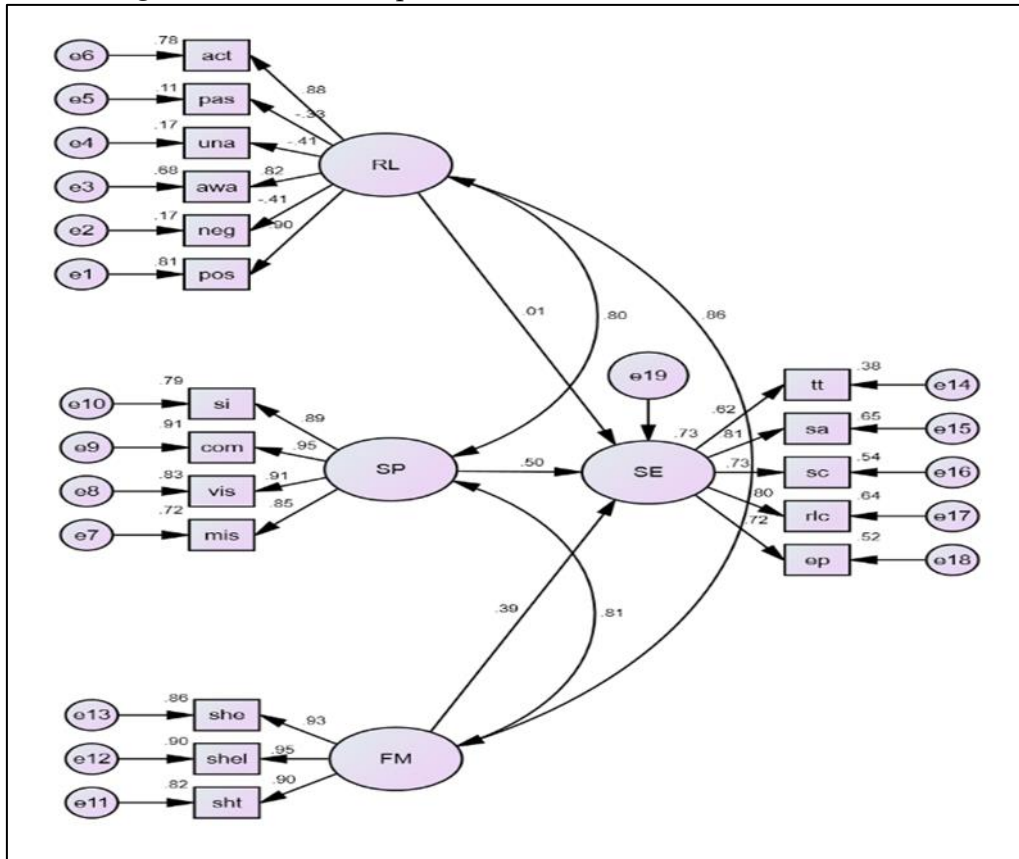 e6 .78 act
e5 .11 pas
e4 .17 una
e3 .68 awa
e2 .17 neg
e1 .81 pos
.88
-.33
-.41
.82
-.41
.90
RL
.01
.80
.86
e10 .79 si
e9 .91 com
e8 .83 vis
e7 .72 mis
.89
.95
.91
.85
SP
.50
e19
.73
SE
.62
.81
.73
.80
.72
tt .38 e14
sa .65 e15
sc .54 e16
rlc .64 e17
ep .52 e18
.39
.81
e13 .86 she
e12 .90 shel
e11 .82 sht
.93
.95
.90
FM